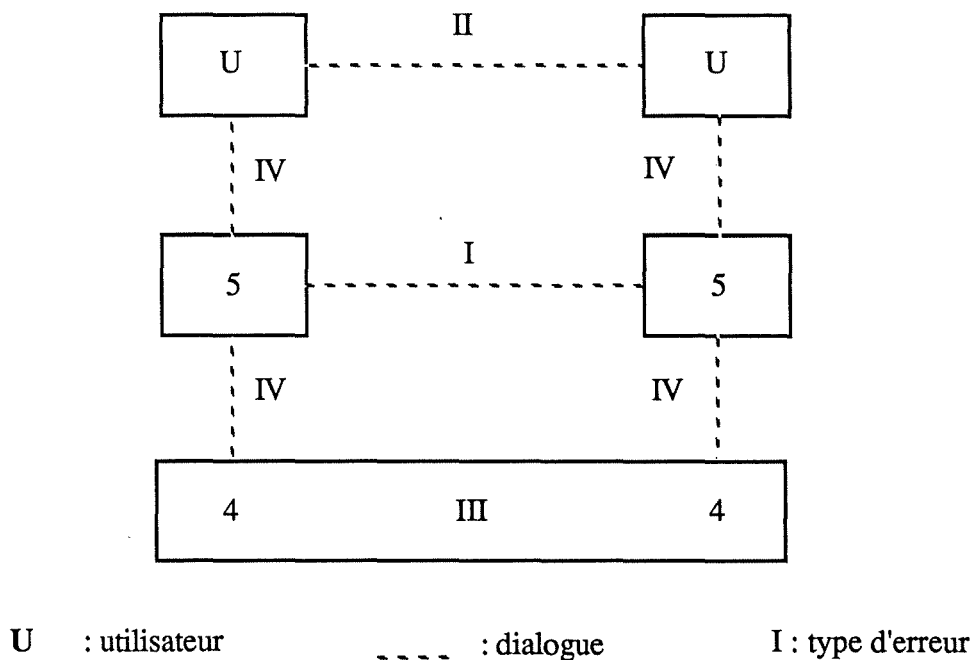 II
U U
IV IV
I
5 5
IV IV
4 III 4
U : utilisateur : dialogue I : type d'erreur